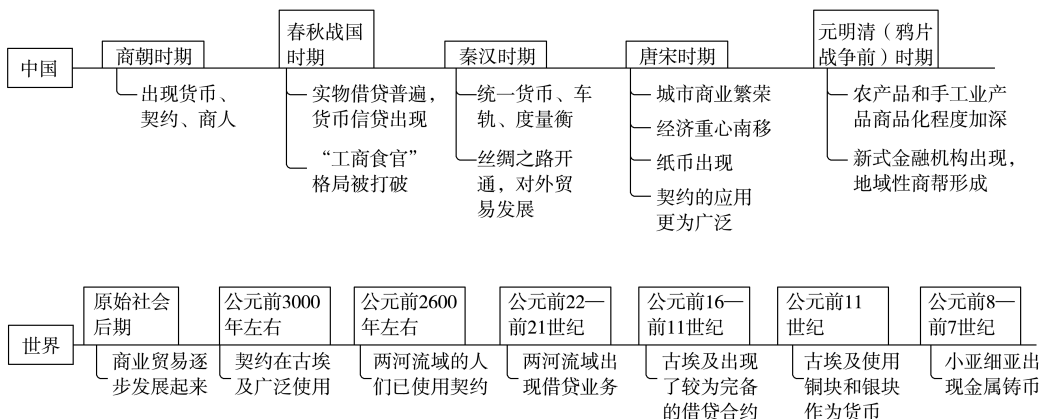 中国
商朝时期
出现货币、
契约、商人
春秋战国
时期
实物借贷普遍，
货币信贷出现
“工商食官”
格局被打破
秦汉时期
统一货币、车
轨、度量衡
丝绸之路开
通，对外贸
易发展
唐宋时期
城市商业繁荣
经济重心南移
纸币出现
契约的应用
更为广泛
元明清（鸦片
战争前）时期
农产品和手工业产
品商品化程度加深
新式金融机构出现，
地域性商帮形成
世界
原始社会
后期
商业贸易逐
步发展起来
公元前3000
年左右
契约在古埃
及广泛使用
公元前2600
年左右
两河流域的人
们已使用契约
公元前22—
前21世纪
两河流域出
现借贷业务
公元前16—
前11世纪
古埃及出现
了较为完备
的借贷合约
公元前11
世纪
古埃及使用
铜块和银块
作为货币
公元前8—
前7世纪
小亚细亚出
现金属铸币